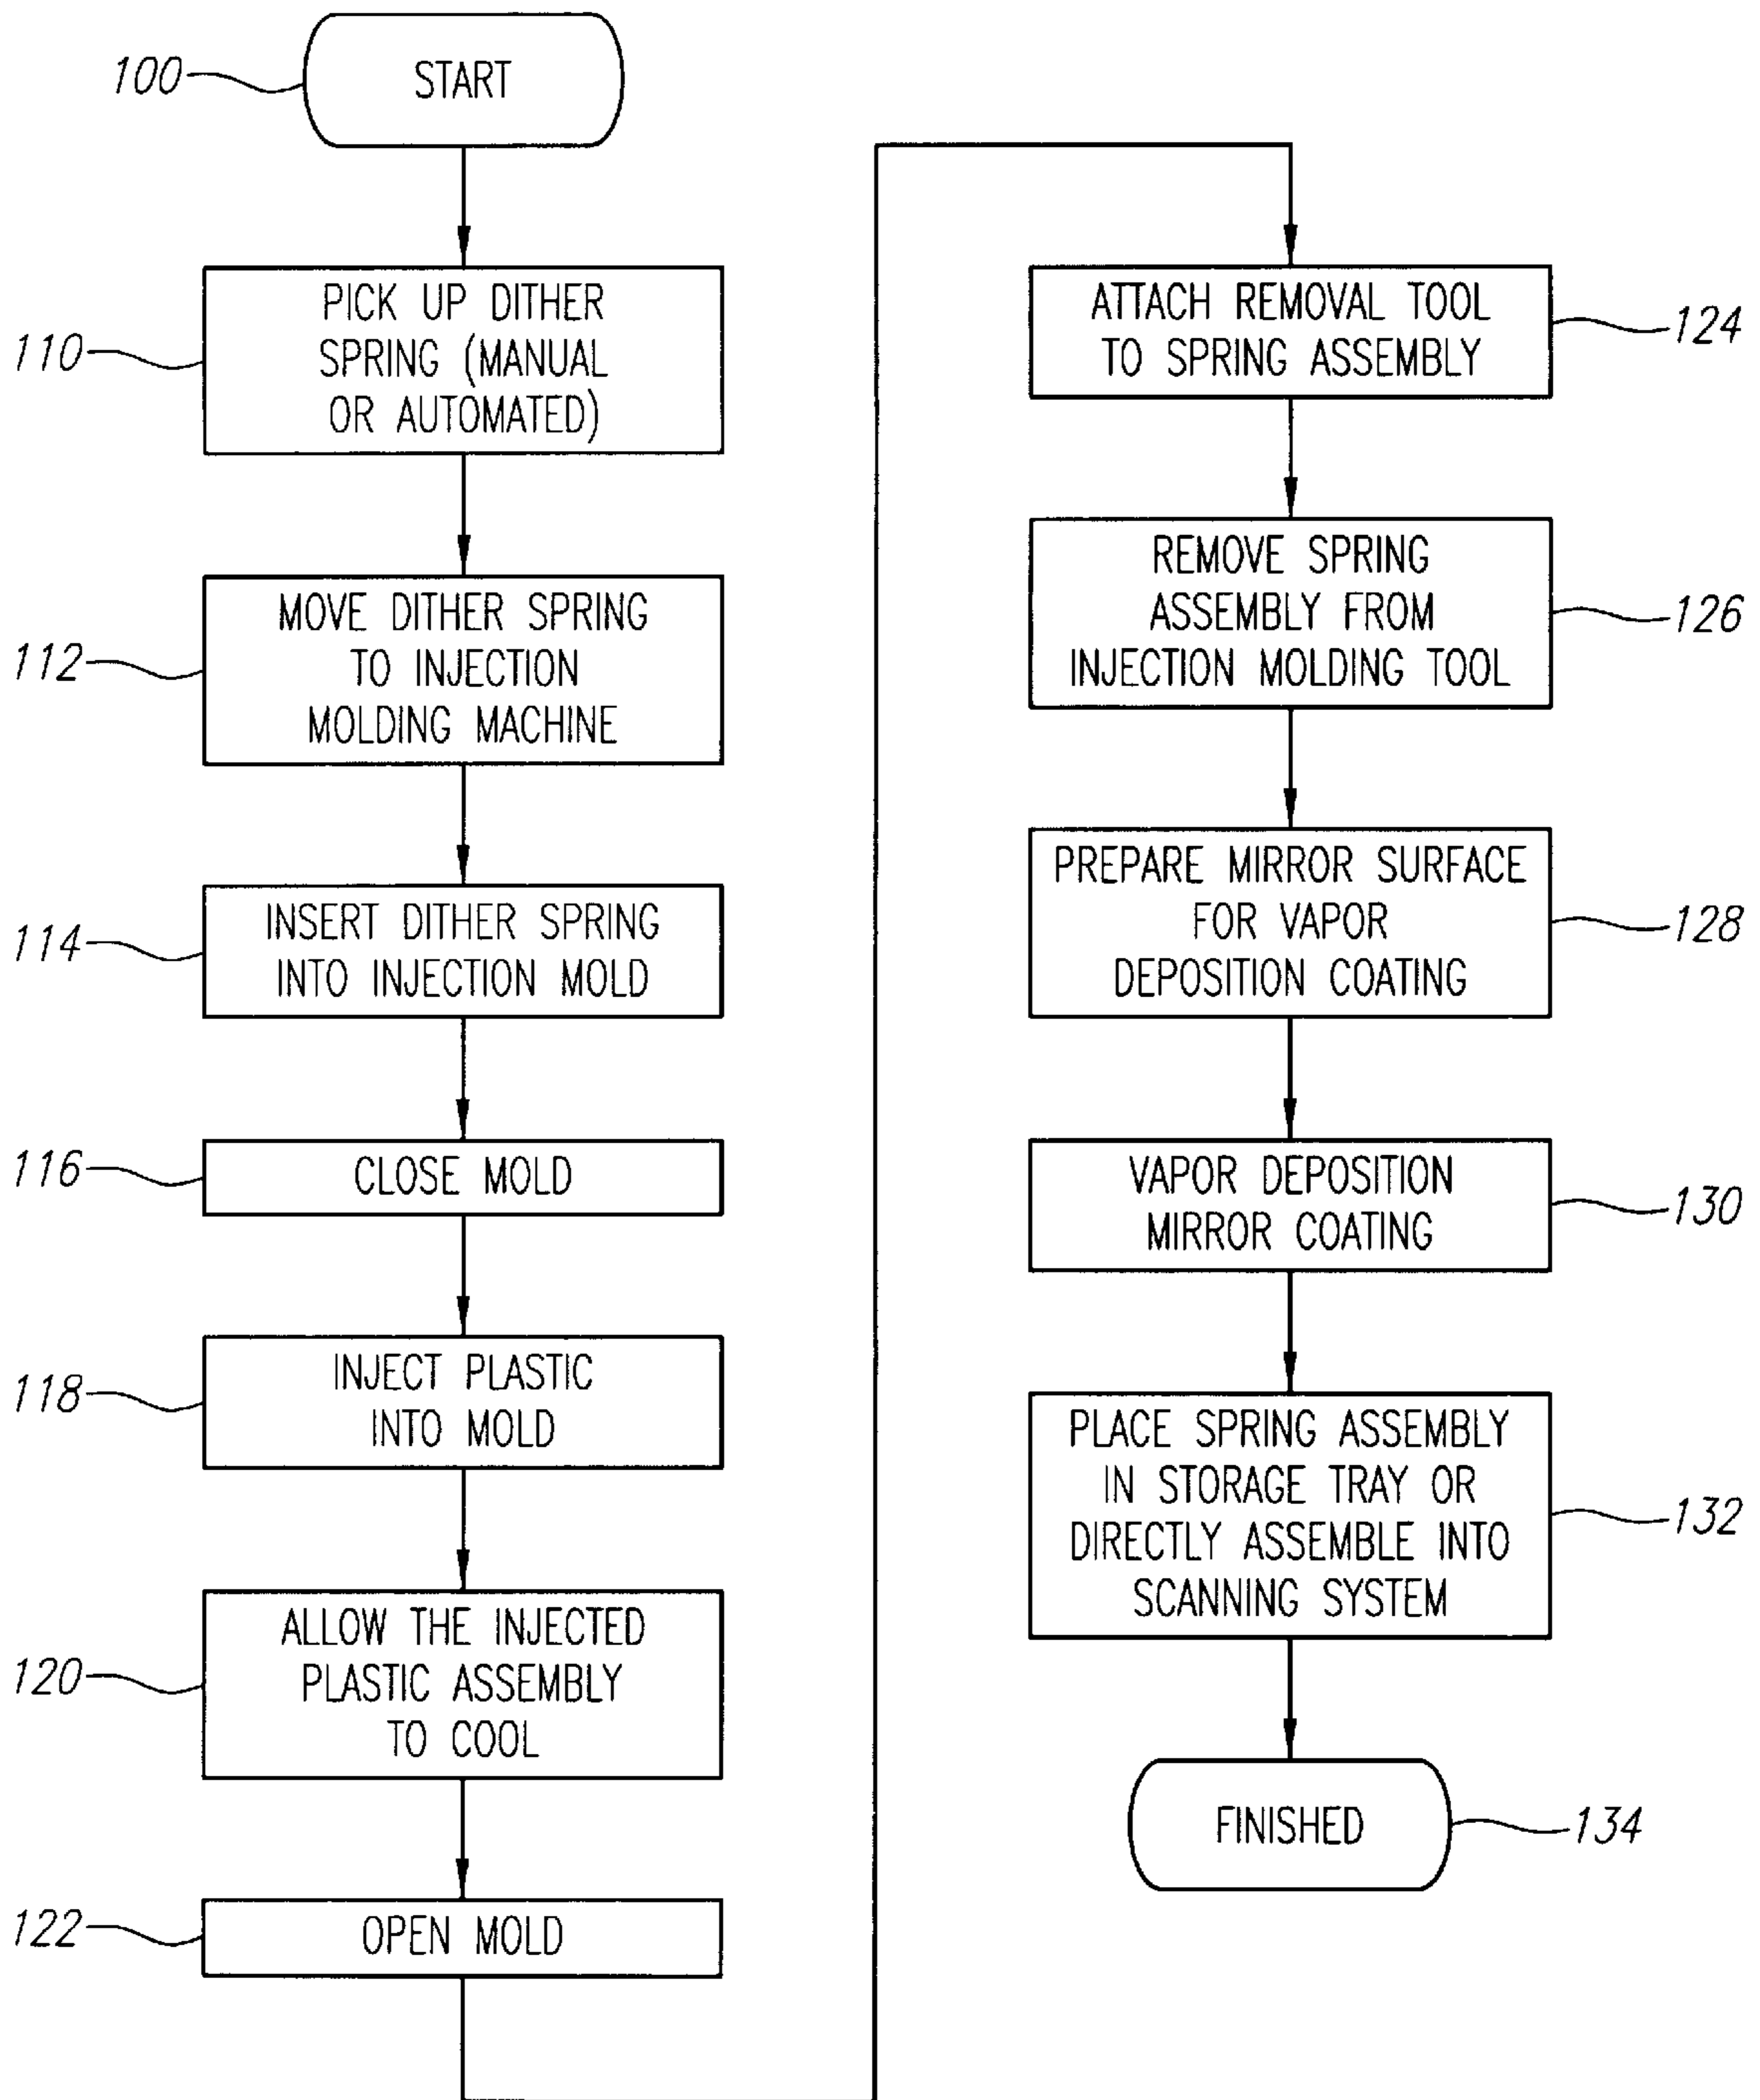 100
START
110
PICK UP DITHER
SPRING (MANUAL
OR AUTOMATED)
112
MOVE DITHER SPRING
TO INJECTION
MOLDING MACHINE
114
INSERT DITHER SPRING
INTO INJECTION MOLD
116
CLOSE MOLD
118
INJECT PLASTIC
INTO MOLD
120
ALLOW THE INJECTED
PLASTIC ASSEMBLY
TO COOL
122
OPEN MOLD
ATTACH REMOVAL TOOL
TO SPRING ASSEMBLY
124
REMOVE SPRING
ASSEMBLY FROM
INJECTION MOLDING TOOL
126
PREPARE MIRROR SURFACE
FOR VAPOR
DEPOSITION COATING
128
VAPOR DEPOSITION
MIRROR COATING
130
PLACE SPRING ASSEMBLY
IN STORAGE TRAY OR
DIRECTLY ASSEMBLE INTO
SCANNING SYSTEM
132
FINISHED
134